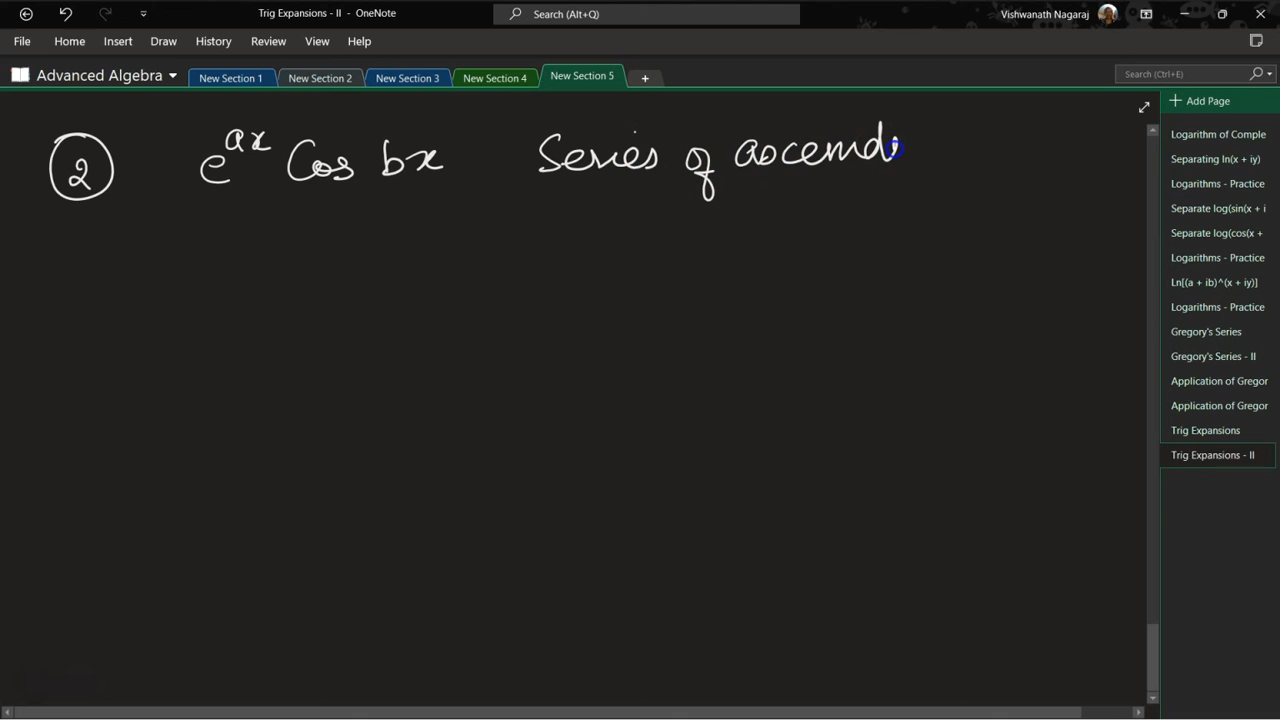 Trig Expansions - II - OneNote
Search (Alt+Q)
Vishwanath Nagaraj
File Home Insert Draw History Review View Help
Advanced Algebra
New Section 1
New Section 2
New Section 3
New Section 4
New Section 5
+
Search (Ctrl+E)
Add Page
Logarithm of Comple
Separating ln(x + iy)
Logarithms - Practice
Separate log(sin(x + i
Separate log(cos(x +
Logarithms - Practice
Ln[(a + ib)^(x + iy)]
Logarithms - Practice
Gregory's Series
Gregory's Series - II
Application of Gregor
Application of Gregor
Trig Expansions
Trig Expansions - II
② e^{ax} Cos bx Series of ascendi